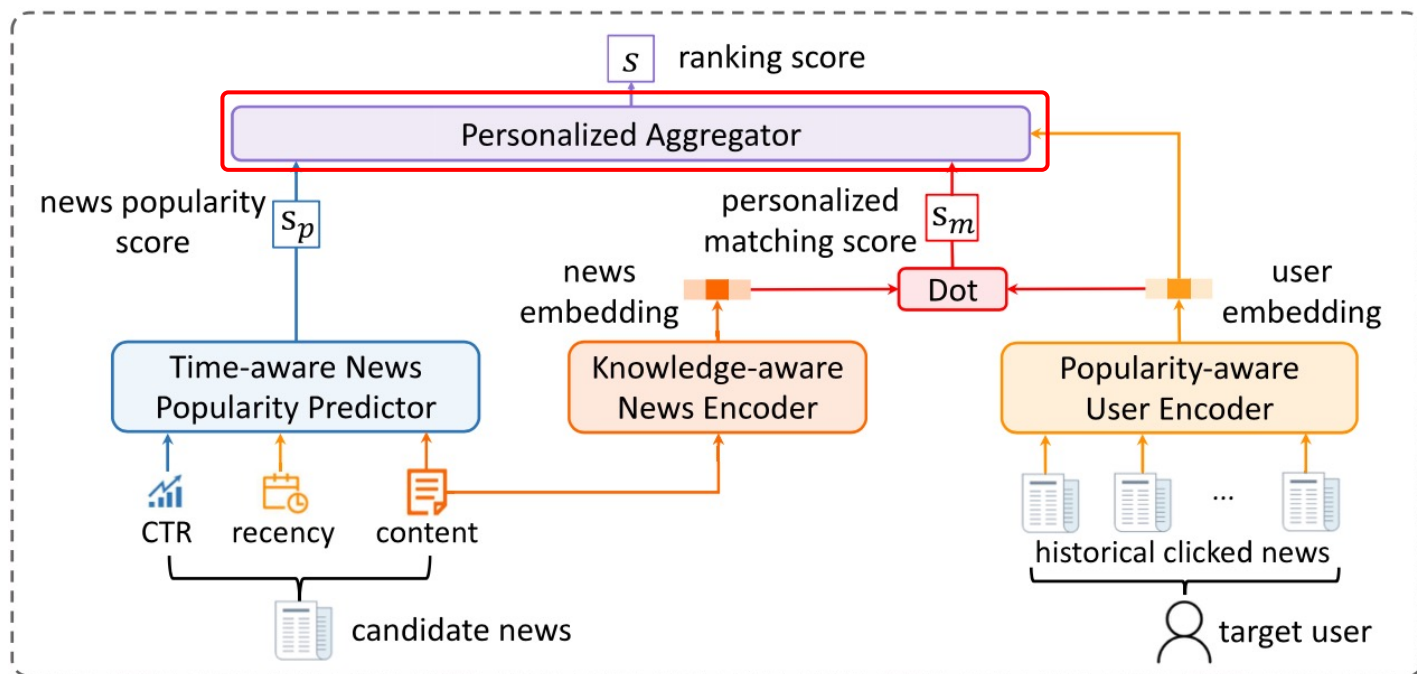 s ranking score
Personalized Aggregator
news popularity
score
s_p
personalized
matching score
s_m
news
embedding
Dot
user
embedding
Time-aware News
Popularity Predictor
Knowledge-aware
News Encoder
Popularity-aware
User Encoder
CTR
recency
content
...
historical clicked news
candidate news
target user